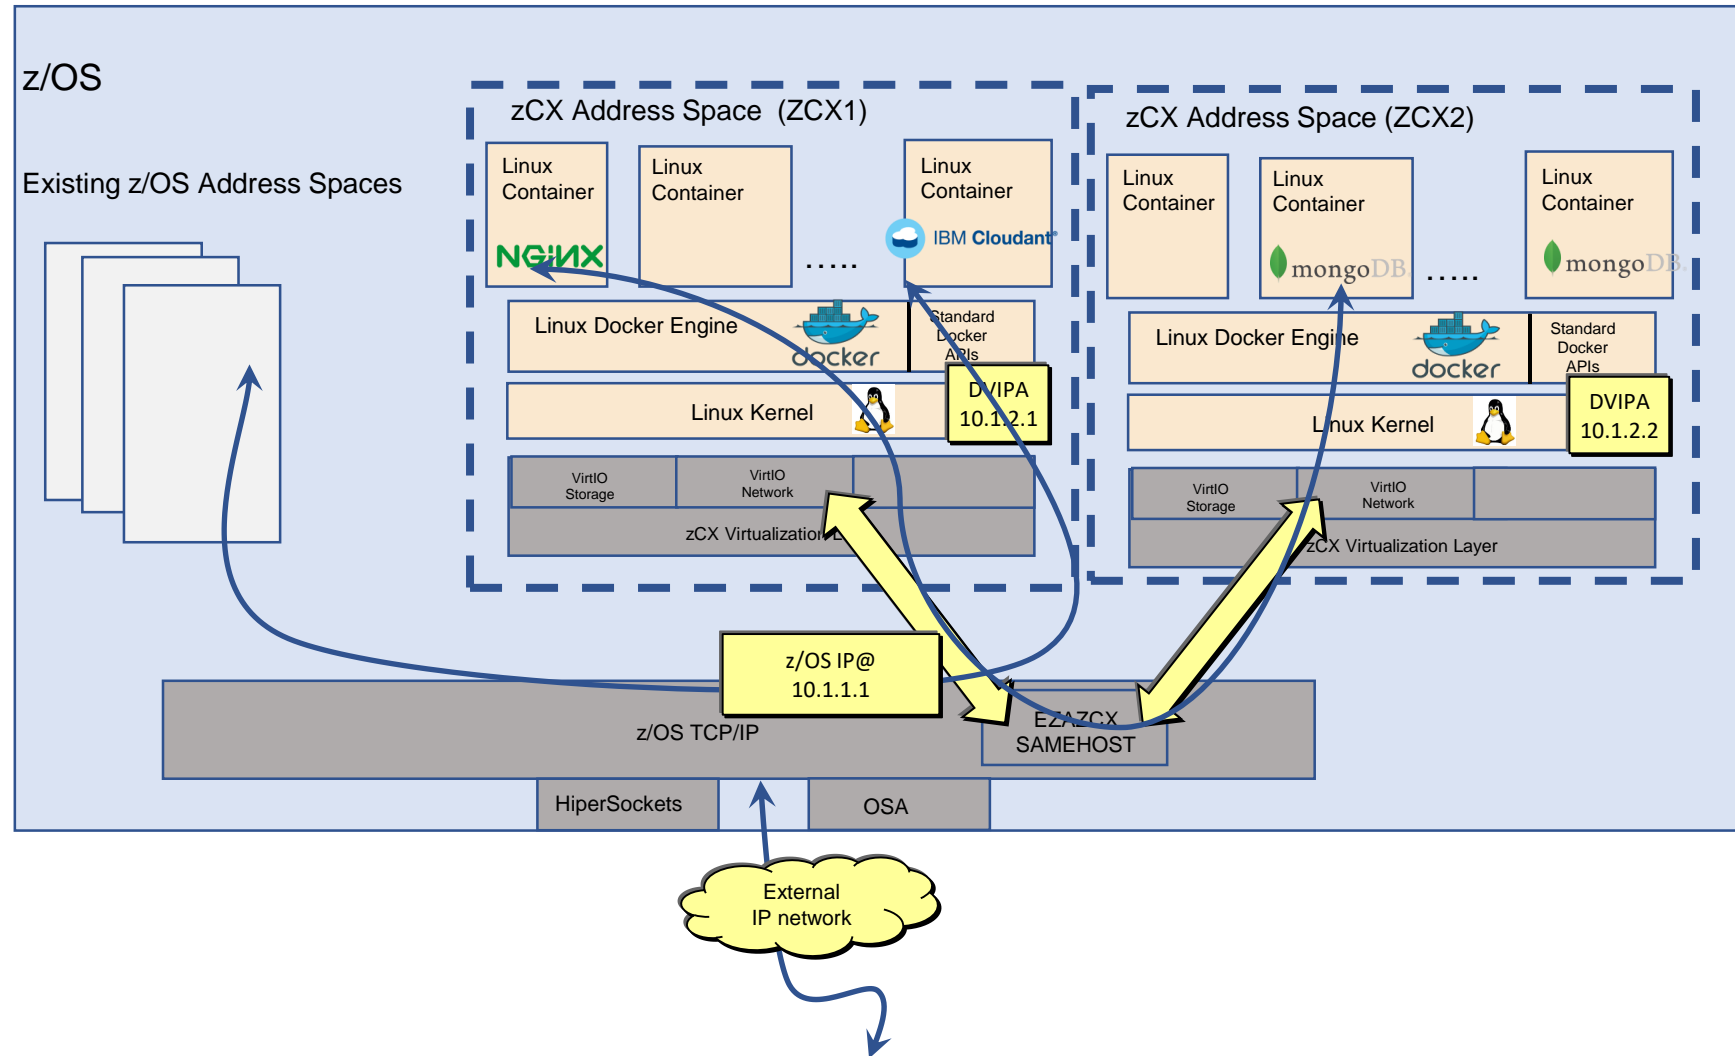 z/OS
Existing z/OS Address Spaces
zCX Address Space (ZCX1)
Linux
Container
NGINX
Linux
Container
.....
Linux
Container
IBM Cloudant®
Linux Docker Engine
docker
Standard
Docker
APIs
DVIPA
10.1.2.1
Linux Kernel
VirtIO
Storage
VirtIO
Network
zCX Virtualization L
zCX Address Space (ZCX2)
Linux
Container
Linux
Container
mongoDB.
.....
Linux
Container
mongoDB.
Linux Docker Engine
docker
Standard
Docker
APIs
DVIPA
10.1.2.2
Linux Kernel
VirtIO
Storage
VirtIO
Network
zCX Virtualization Layer
z/OS IP@
10.1.1.1
z/OS TCP/IP
EZAZCX
SAMEHOST
HiperSockets
OSA
External
IP network